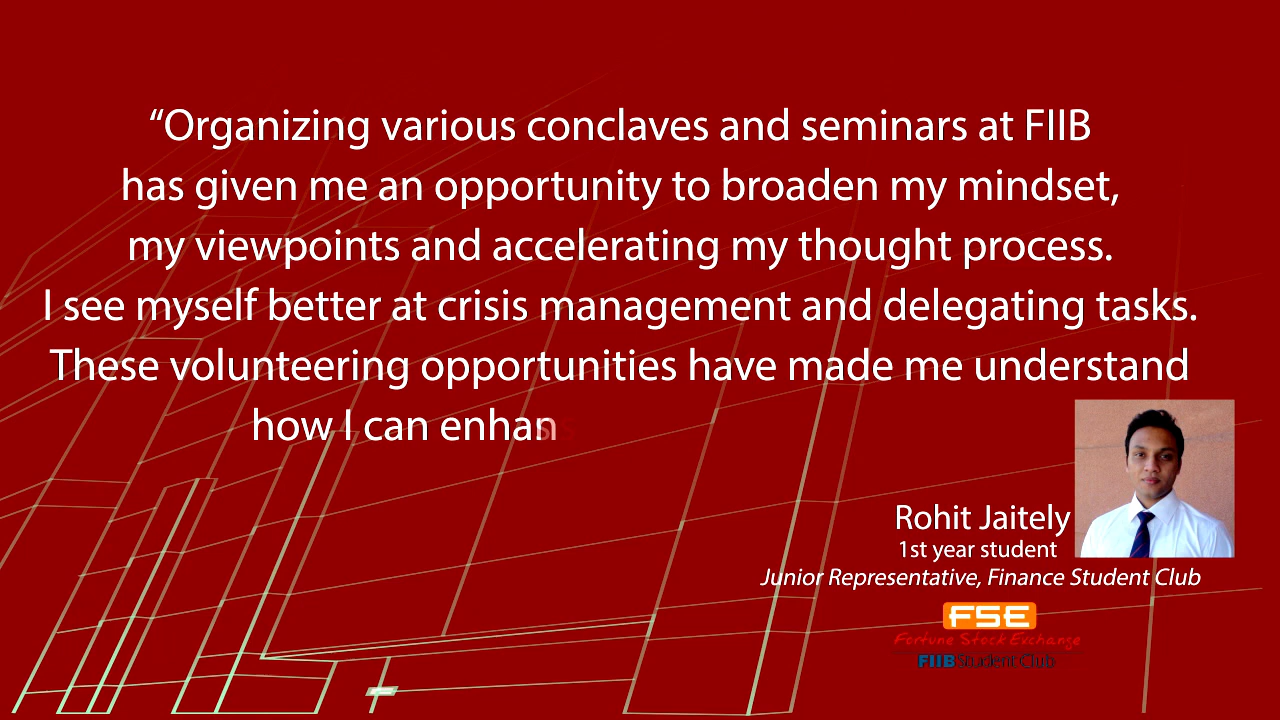 “Organizing various conclaves and seminars at FIIB
has given me an opportunity to broaden my mindset,
my viewpoints and accelerating my thought process.
I see myself better at crisis management and delegating tasks.
These volunteering opportunities have made me understand
how I can enhan
Rohit Jaitely
1st year student
Junior Representative, Finance Student Club
FSE
Fortune Stock Exchange
FIIB Student Club